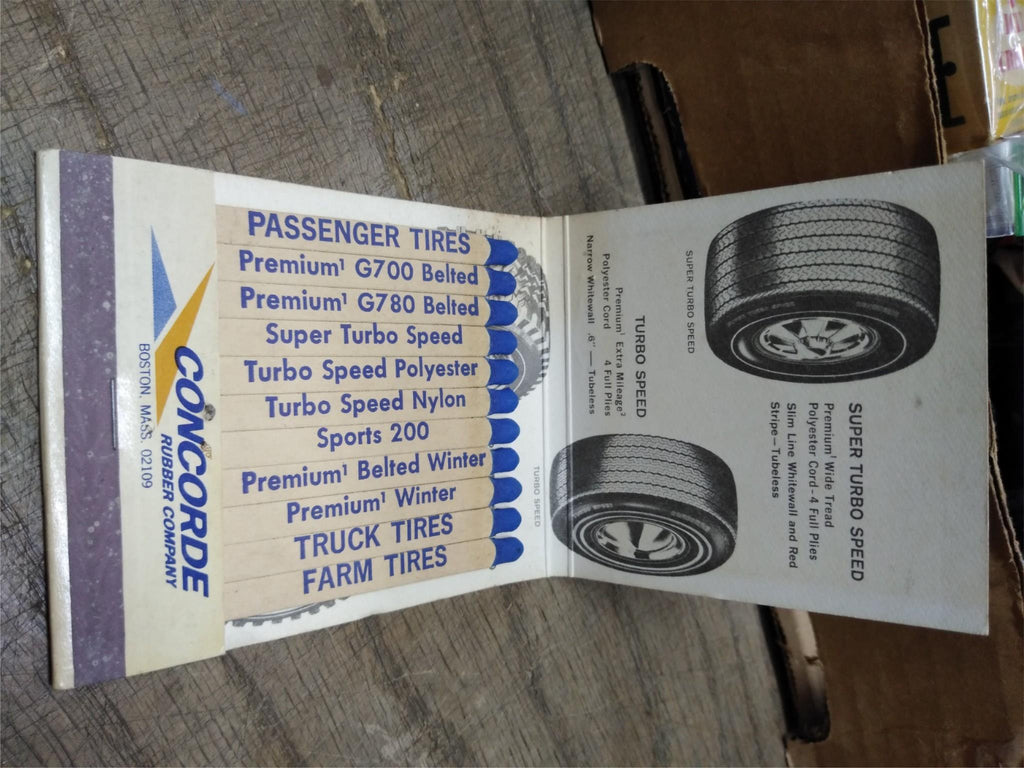 CONCORDE
RUBBER COMPANY
BOSTON, MASS. 02109
PASSENGER TIRES
Premium¹ G700 Belted
Premium¹ G780 Belted
Super Turbo Speed
Turbo Speed Polyester
Turbo Speed Nylon
Sports 200
Premium¹ Belted Winter
Premium¹ Winter
TRUCK TIRES
FARM TIRES
TURBO SPEED
TURBO SPEED
Premium¹ Extra Mileage²
Polyester Cord 4 Full Plies
Narrow Whitewall .6" — Tubeless
SUPER TURBO SPEED
SUPER TURBO SPEED
Premium¹ Wide Tread
Polyester Cord-4 Full Plies
Slim Line Whitewall and Red
Stripe—Tubeless